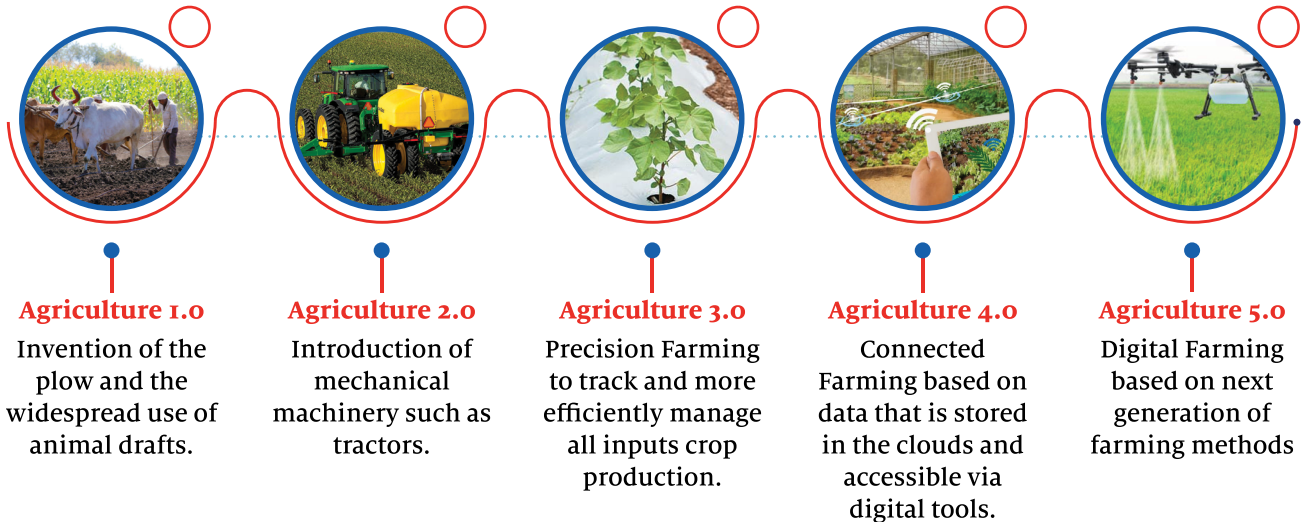 Agriculture 1.0
Invention of the
plow and the
widespread use of
animal drafts.
Agriculture 2.0
Introduction of
mechanical
machinery such as
tractors.
Agriculture 3.0
Precision Farming
to track and more
efficiently manage
all inputs crop
production.
Agriculture 4.0
Connected
Farming based on
data that is stored
in the clouds and
accessible via
digital tools.
Agriculture 5.0
Digital Farming
based on next
generation of
farming methods